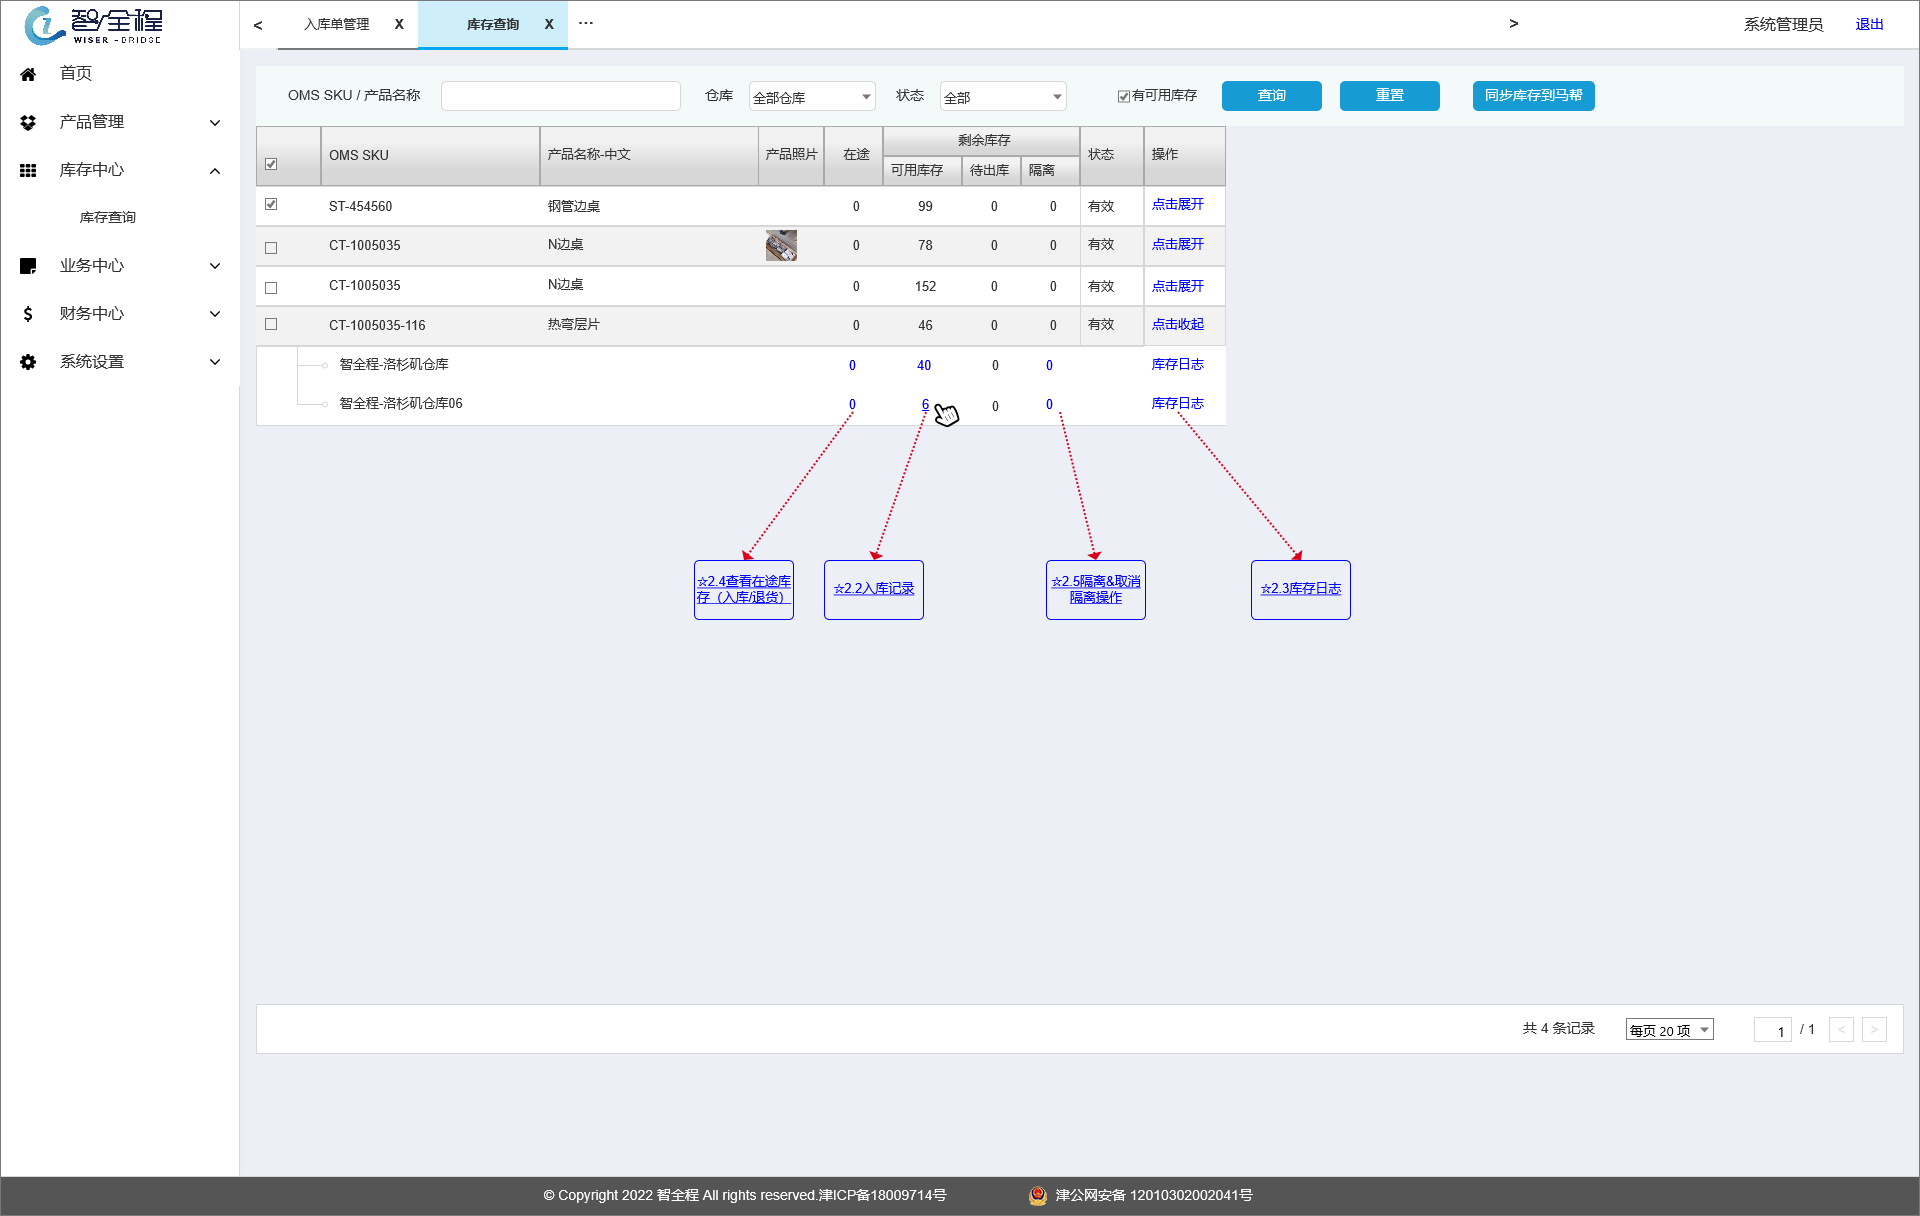 智全程
WISER -BRIDGE
< 入库单管理 X 库存查询 X ... > 系统管理员 退出
首页
产品管理
库存中心
库存查询
业务中心
财务中心
系统设置
OMS SKU / 产品名称 仓库 全部仓库 状态 全部 有可用库存 查询 重置 同步库存到马帮
OMS SKU 产品名称-中文 产品照片 在途 剩余库存 状态 操作
可用库存 待出库 隔离
ST-454560 钢管边桌 0 99 0 0 有效 点击展开
CT-1005035 N边桌 0 78 0 0 有效 点击展开
CT-1005035 N边桌 0 152 0 0 有效 点击展开
CT-1005035-116 热弯层片 0 46 0 0 有效 点击收起
智全程-洛杉矶仓库 0 40 0 0 库存日志
智全程-洛杉矶仓库06 0 6 0 0 库存日志
☆2.4查看在途库
存（入库/退货）
☆2.2入库记录
☆2.5隔离&取消
隔离操作
☆2.3库存日志
共 4 条记录 每页 20 项 1 / 1 < >
© Copyright 2022 智全程 All rights reserved.津ICP备18009714号 津公网安备 12010302002041号